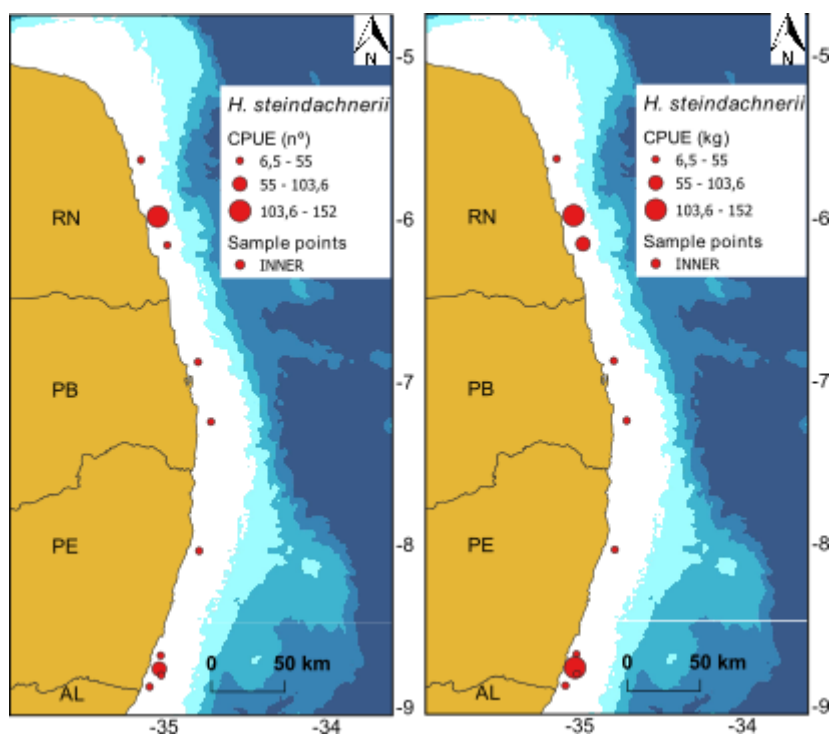 N
-5
H. steindachnerii
CPUE (nº)
6,5 - 55
55 - 103,6
103,6 - 152
Sample points
INNER
RN
-6
PB
-7
PE
-8
0 50 km
AL
-9
-35 -34
N
-5
H. steindachnerii
CPUE (kg)
6,5 - 55
55 - 103,6
103,6 - 152
Sample points
INNER
RN
-6
PB
-7
PE
-8
0 50 km
AL
-9
-35 -34